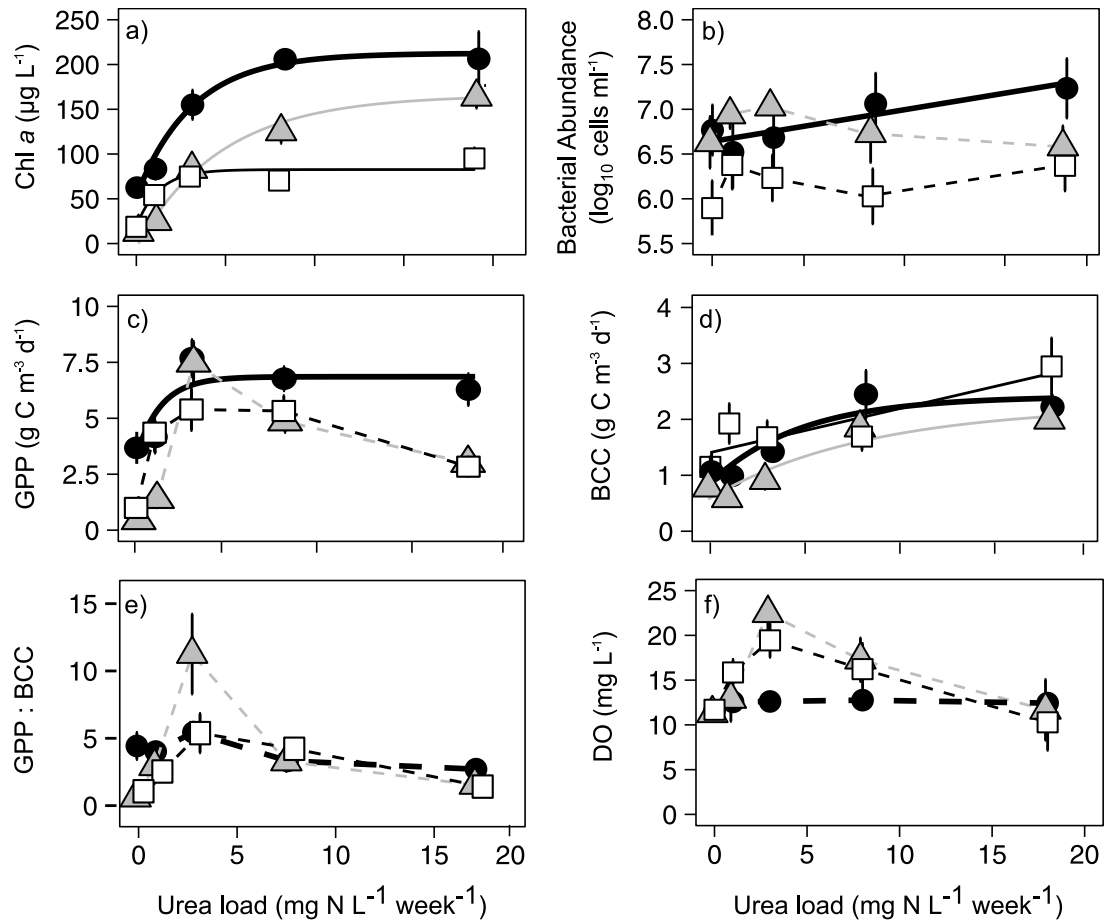 a)
Chl a (µg L⁻¹)
250
200
150
100
50
0
b)
Bacterial Abundance
(log₁₀ cells ml⁻¹)
8.0
7.5
7.0
6.5
6.0
5.5
c)
GPP (g C m⁻³ d⁻¹)
10
7.5
5
2.5
0
d)
BCC (g C m⁻³ d⁻¹)
4
3
2
1
0
e)
GPP : BCC
15
10
5
0
0 5 10 15 20
Urea load (mg N L⁻¹ week⁻¹)
f)
DO (mg L⁻¹)
25
20
15
10
5
0
0 5 10 15 20
Urea load (mg N L⁻¹ week⁻¹)